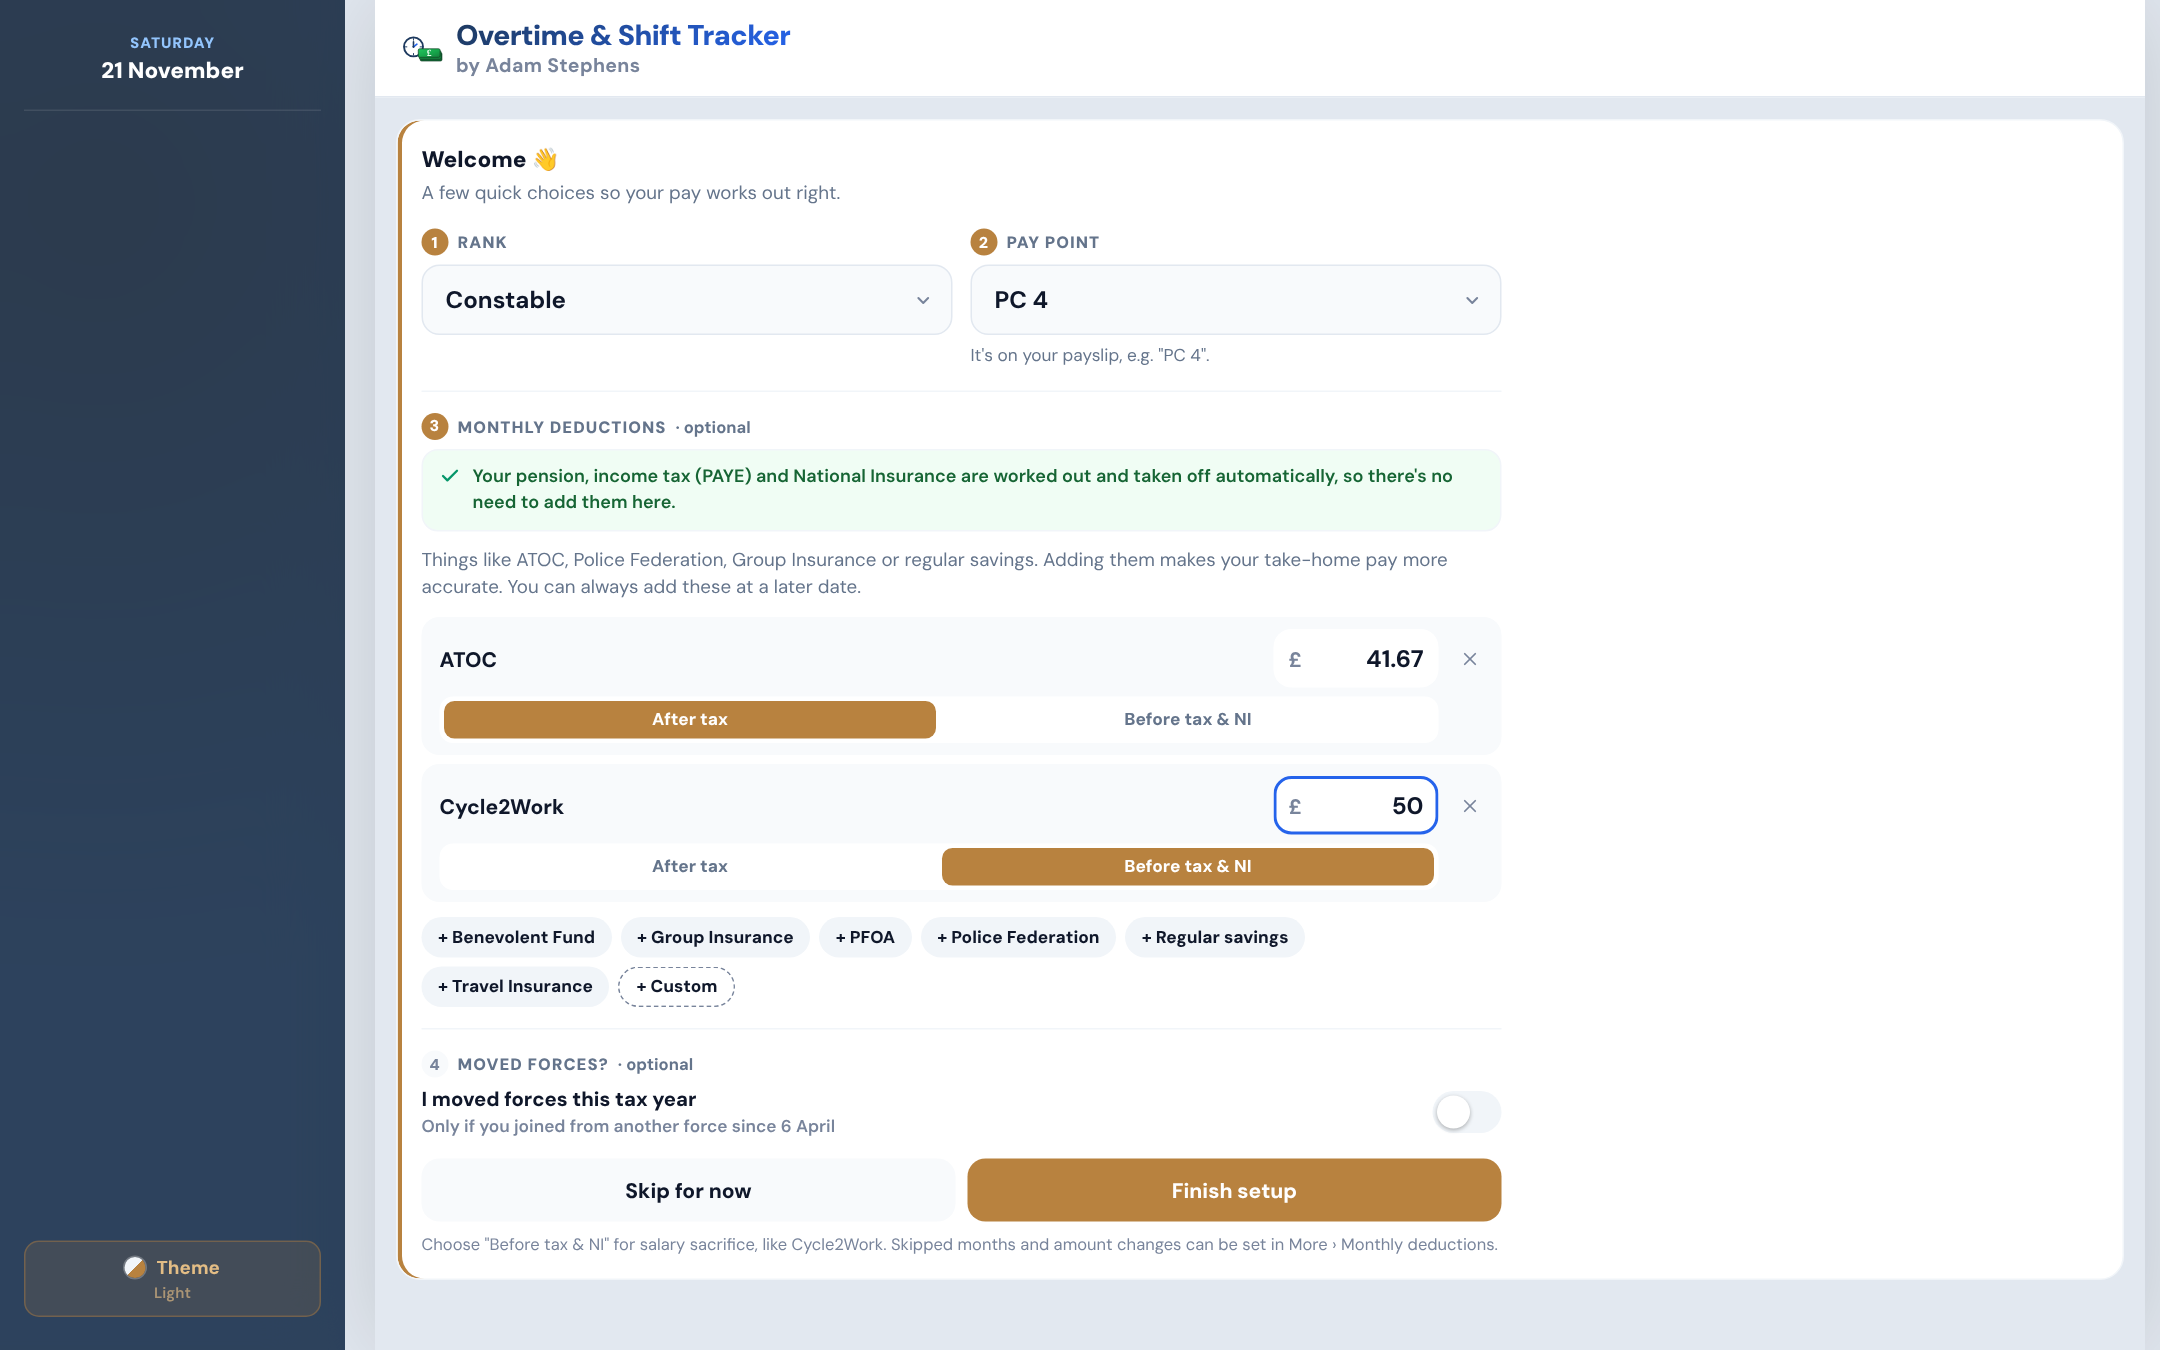 SATURDAY
21 November
£
Overtime & Shift Tracker
by Adam Stephens
Welcome 👋
A few quick choices so your pay works out right.
1 RANK
2 PAY POINT
Constable
PC 4
It's on your payslip, e.g. "PC 4".
3 MONTHLY DEDUCTIONS · optional
Your pension, income tax (PAYE) and National Insurance are worked out and taken off automatically, so there's no
need to add them here.
Things like ATOC, Police Federation, Group Insurance or regular savings. Adding them makes your take-home pay more
accurate. You can always add these at a later date.
ATOC £ 41.67 ×
After tax Before tax & NI
Cycle2Work £ 50 ×
After tax Before tax & NI
+ Benevolent Fund + Group Insurance + PFOA + Police Federation + Regular savings
+ Travel Insurance + Custom
4 MOVED FORCES? · optional
I moved forces this tax year
Only if you joined from another force since 6 April
Skip for now Finish setup
Choose "Before tax & NI" for salary sacrifice, like Cycle2Work. Skipped months and amount changes can be set in More › Monthly deductions.
Theme
Light